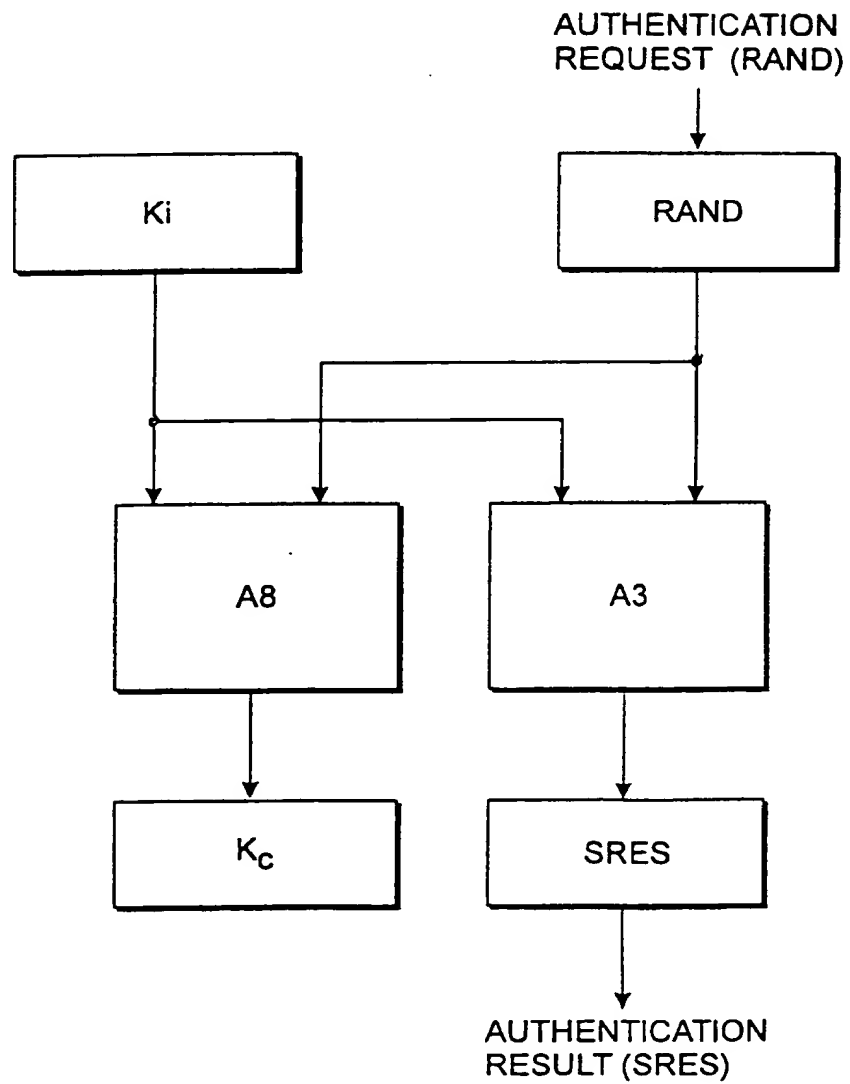 AUTHENTICATION
REQUEST (RAND)
Ki
RAND
A8
A3
Kc
SRES
AUTHENTICATION
RESULT (SRES)